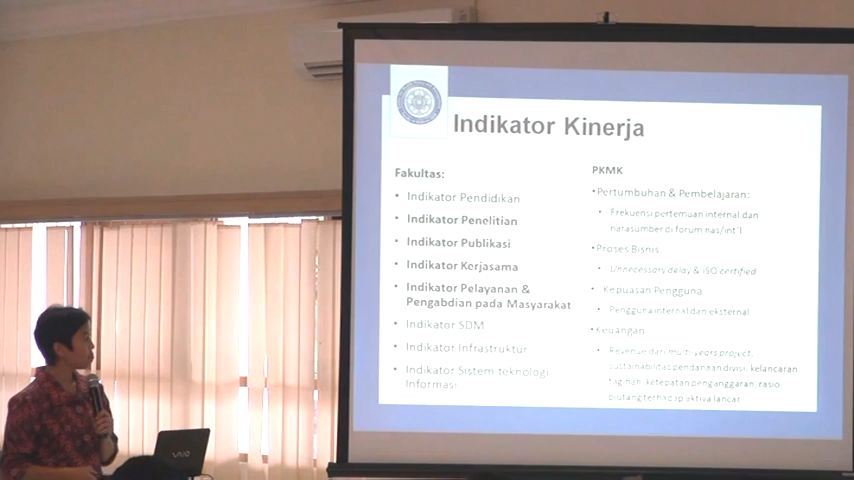 Indikator Kinerja
Fakultas:
• Indikator Pendidikan
• Indikator Penelitian
• Indikator Publikasi
• Indikator Kerjasama
• Indikator Pelayanan &
Pengabdian pada Masyarakat
• Indikator SDM
• Indikator Infrastruktur
• Indikator Sistem teknologi
Informasi
PKMK
•Pertumbuhan & Pembelajaran:
• Frekuensi pertemuan internal dan
narasumber di forum nas/int'l
•Proses Bisnis
• Unnecessary delay & ISO certified
• Kepuasan Pengguna
• Pengguna internal dan eksternal
•Keuangan
• Revenue dari multi-years project,
sustainabilitas pendanaan divisi, kelancaran
tagihan, ketepatan penganggaran, rasio
piutang terhadap aktiva lancar
VAIO